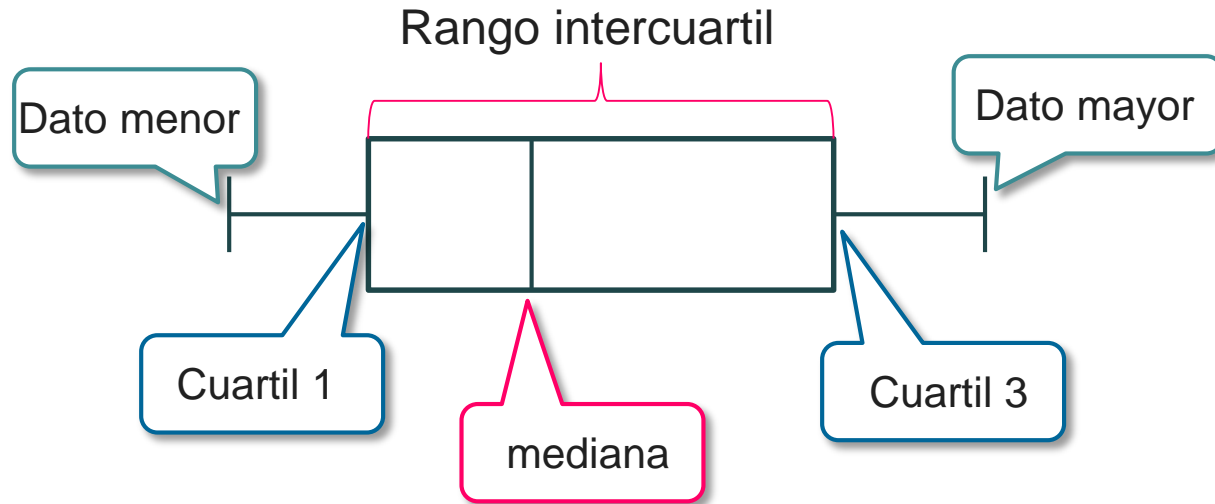 Rango intercuartil
Dato menor
Dato mayor
Cuartil 1
Cuartil 3
mediana